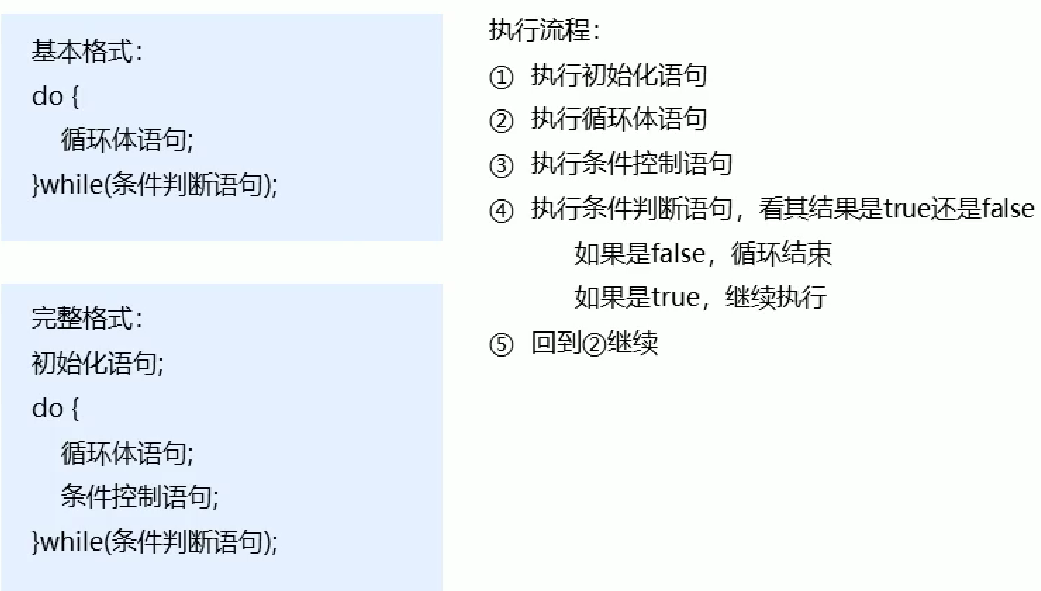 基本格式：
do {
循环体语句;
}while(条件判断语句);
完整格式：
初始化语句;
do {
循环体语句;
条件控制语句;
}while(条件判断语句);
执行流程：
① 执行初始化语句
② 执行循环体语句
③ 执行条件控制语句
④ 执行条件判断语句，看其结果是true还是false
如果是false，循环结束
如果是true，继续执行
⑤ 回到②继续